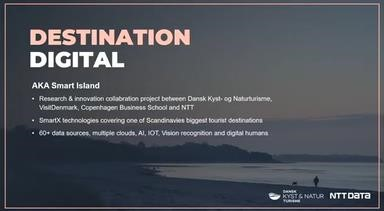 DESTINATION
DIGITAL
AKA Smart Island
• Research & innovation collabration project between Dansk Kyst- og Naturturisme,
VisitDenmark, Copenhagen Business School and NTT
• SmartX technologies covering one of Scandinavies biggest tourist destinations
• 60+ data sources, multiple clouds, AI, IOT, Vision recognition and digital humans
DANSK
KYST & NATUR
TURISME
NTT DATA